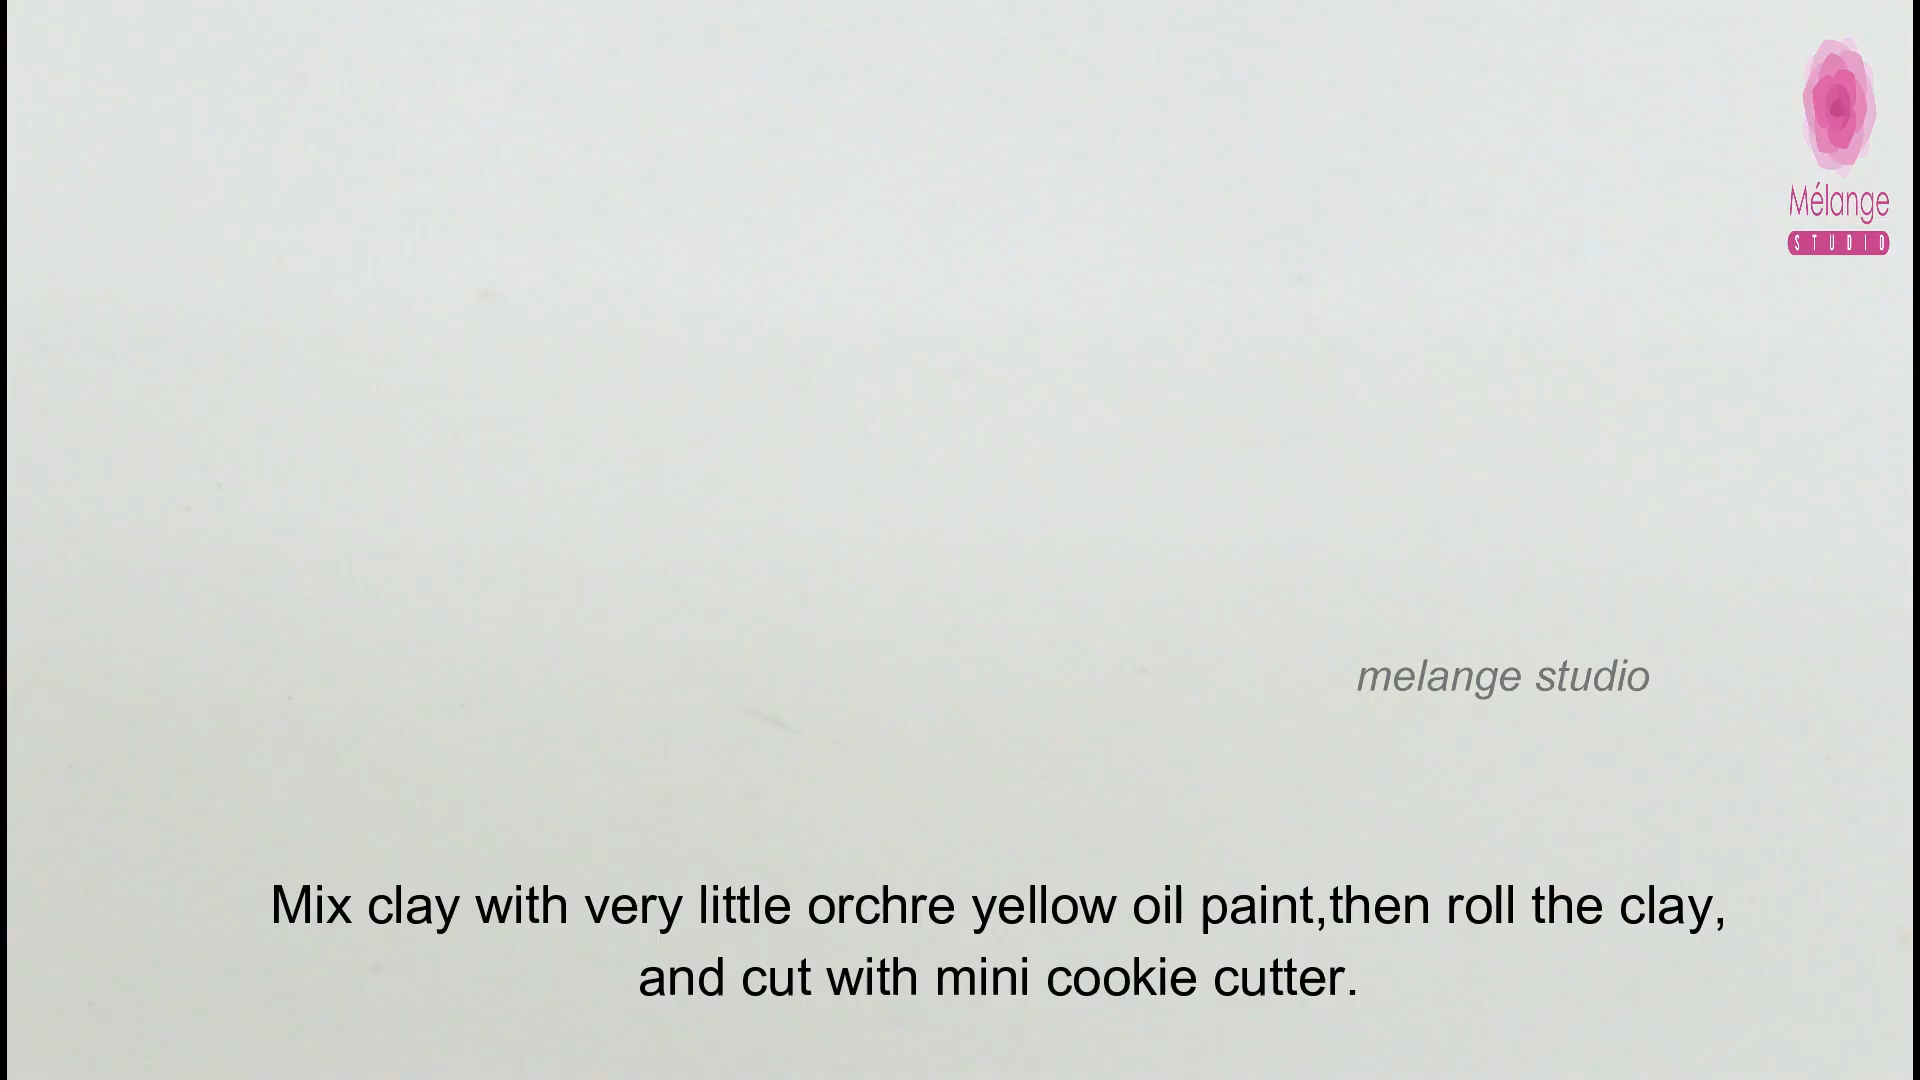 Mélange
STUDIO
melange studio
Mix clay with very little orchre yellow oil paint,then roll the clay,
and cut with mini cookie cutter.